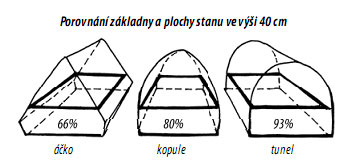 Porovnání základny a plochy stanu ve výši 40 cm
66% 80% 93%
áčko kopule tunel